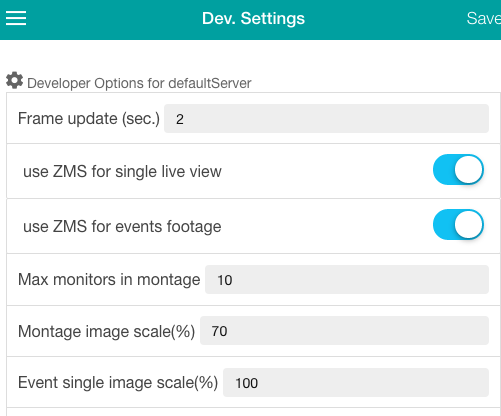 Dev. Settings Save
Developer Options for defaultServer
Frame update (sec.) 2
use ZMS for single live view
use ZMS for events footage
Max monitors in montage 10
Montage image scale(%) 70
Event single image scale(%) 100